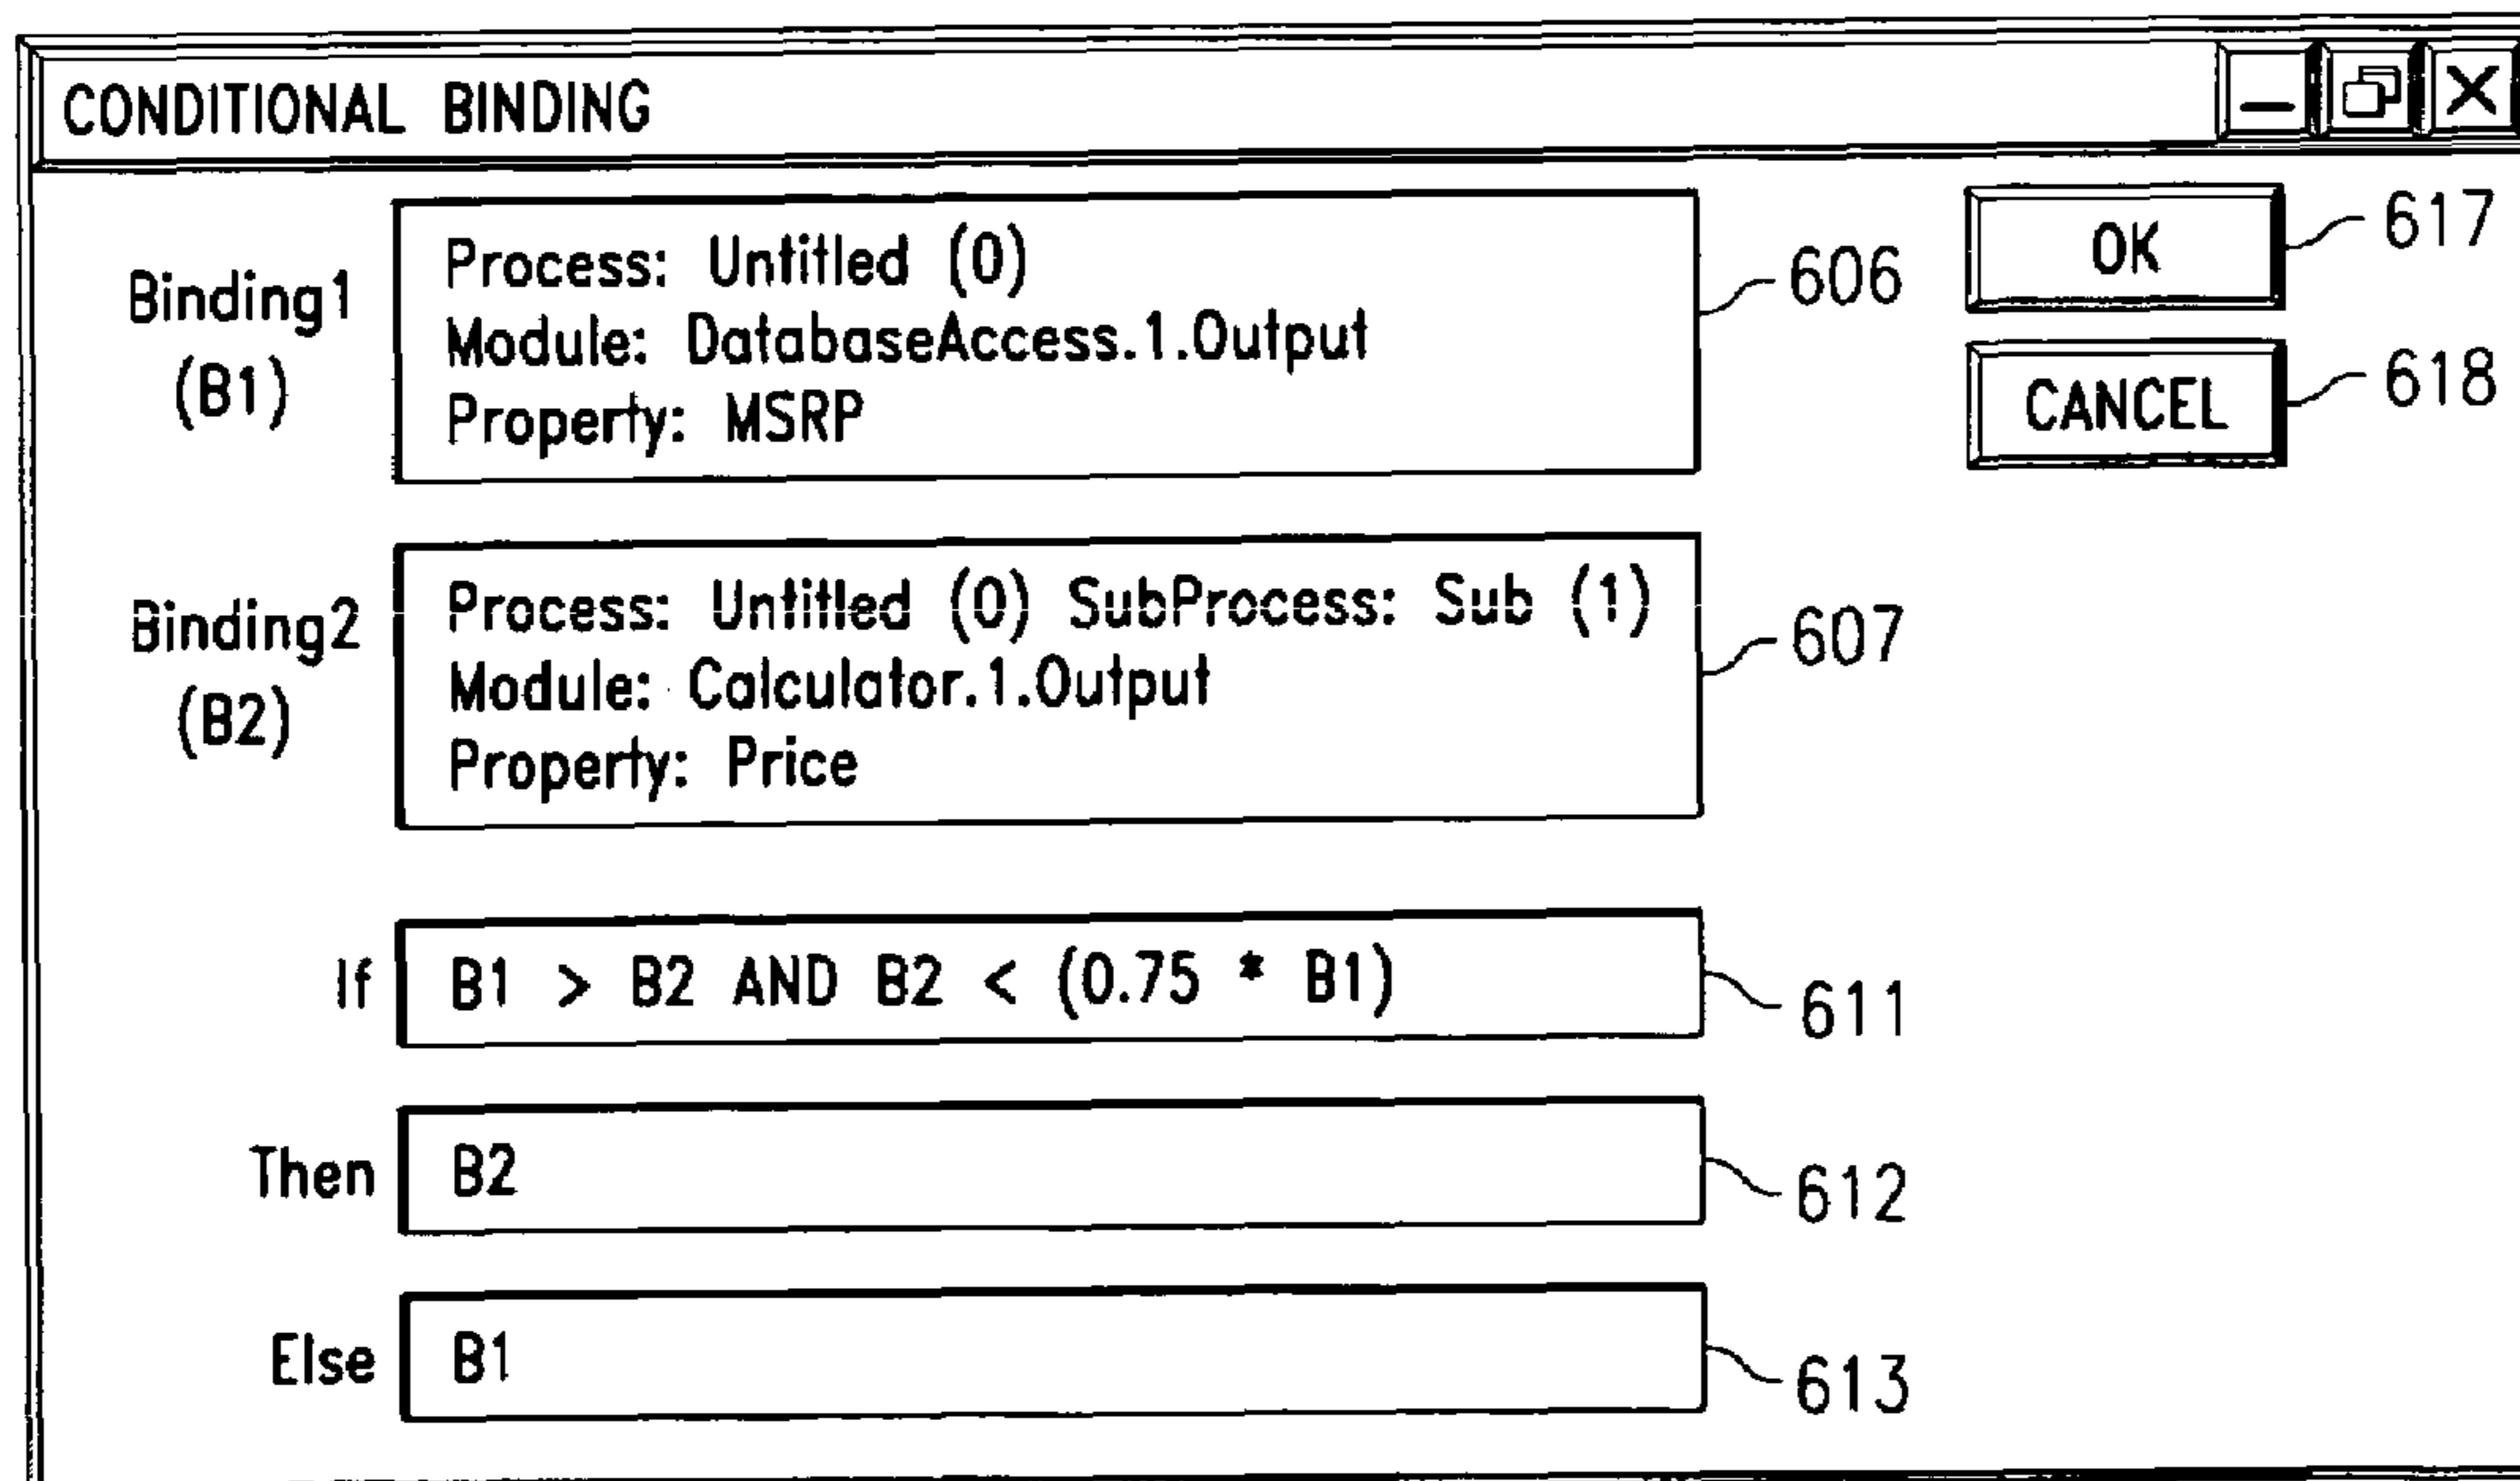 CONDITIONAL BINDING
Binding1
(B1)
Process: Untitled (0)
Module: DatabaseAccess.1.Output
Property: MSRP
606
OK
617
CANCEL
618
Binding2
(B2)
Process: Untitled (0) SubProcess: Sub (1)
Module: Calculator.1.Output
Property: Price
607
If B1 > B2 AND B2 < (0.75 * B1)
611
Then B2
612
Else B1
613